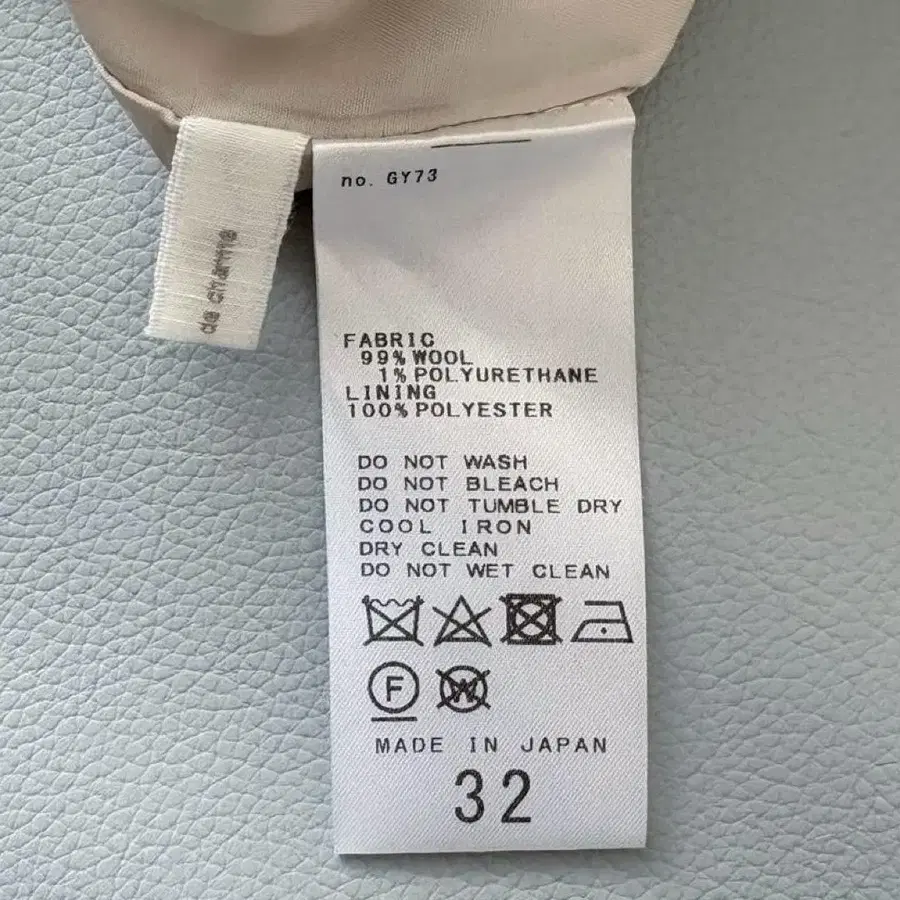 de charme
no. GY73
FABRIC
99% WOOL
1% POLYURETHANE
LINING
100% POLYESTER
DO NOT WASH
DO NOT BLEACH
DO NOT TUMBLE DRY
COOL IRON
DRY CLEAN
DO NOT WET CLEAN
F W
MADE IN JAPAN
32